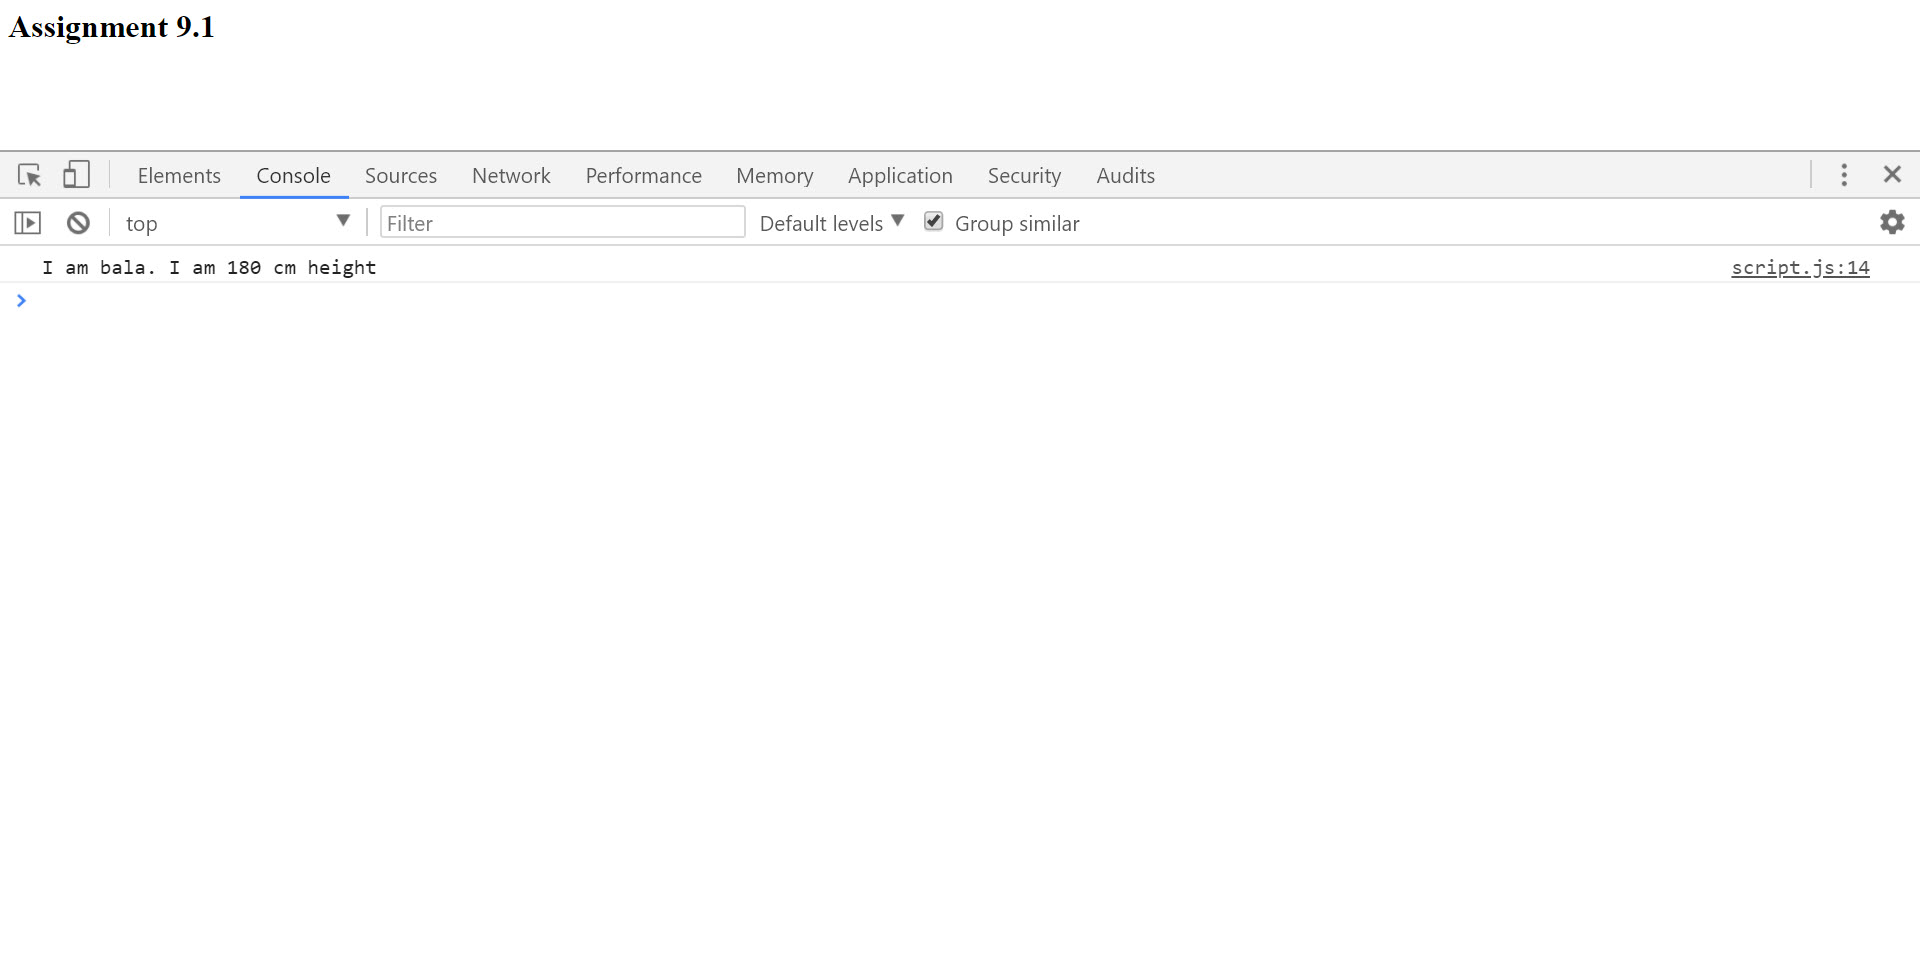 Assignment 9.1
Elements Console Sources Network Performance Memory Application Security Audits
top Filter Default levels Group similar
I am bala. I am 180 cm height script.js:14